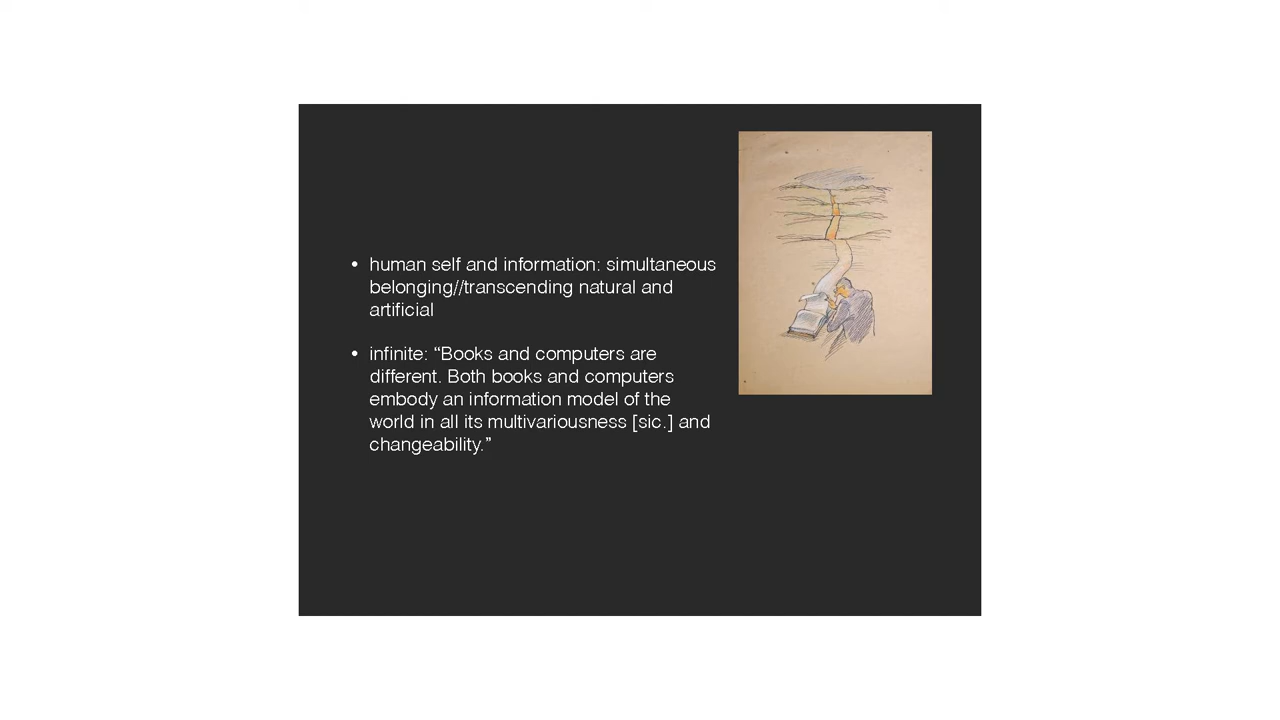 • human self and information: simultaneous
belonging//transcending natural and
artificial
• infinite: “Books and computers are
different. Both books and computers
embody an information model of the
world in all its multivariousness [sic.] and
changeability.”